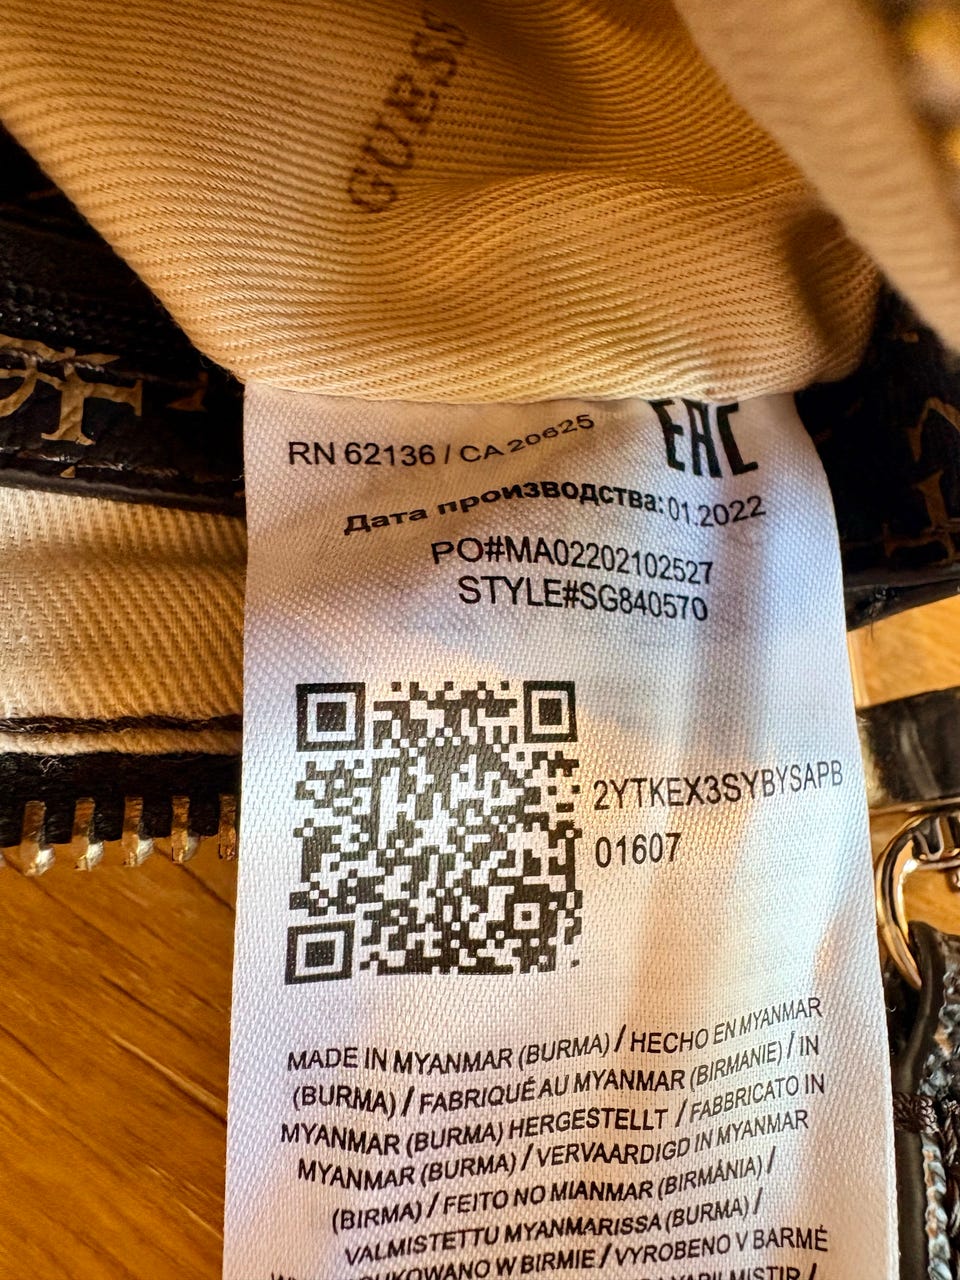 GUESS
RN 62136 / CA 20625
EAC
Дата производства: 01.2022
PO#MA02202102527
STYLE#SG840570
2YTKEX3SYBYSAPB
01607
MADE IN MYANMAR (BURMA) / HECHO EN MYANMAR
(BURMA) / FABRIQUÉ AU MYANMAR (BIRMANIE) / IN
MYANMAR (BURMA) HERGESTELLT / FABBRICATO IN
MYANMAR (BURMA) / VERVAARDIGD IN MYANMAR
(BIRMA) / FEITO NO MIANMAR (BIRMÂNIA) /
VALMISTETTU MYANMARISSA (BURMA) /
W BIRMIE / VYROBENO V BARMĚ